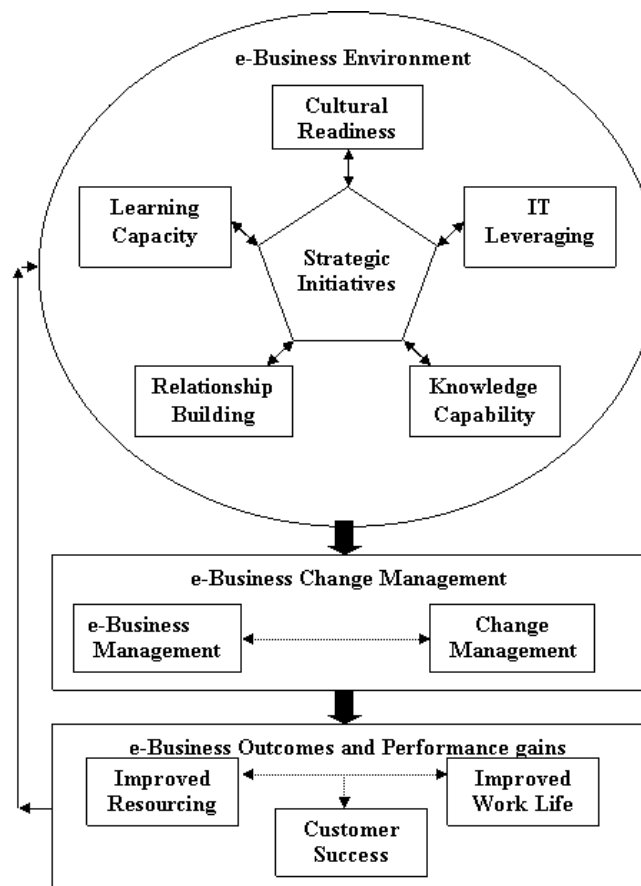 e-Business Environment
Cultural
Readiness
Learning
Capacity
IT
Leveraging
Strategic
Initiatives
Relationship
Building
Knowledge
Capability
e-Business Change Management
e-Business
Management
Change
Management
e-Business Outcomes and Performance gains
Improved
Resourcing
Improved
Work Life
Customer
Success